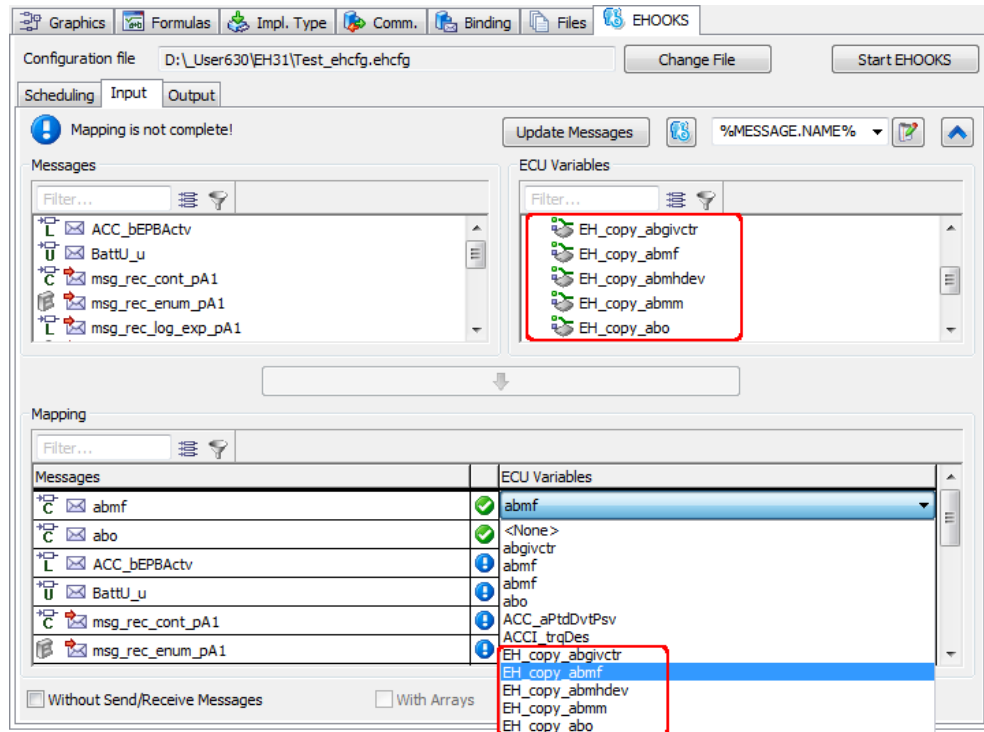 Graphics Formulas Impl. Type Comm. Binding Files EHOOKS
Configuration file D:\_User630\EH31\Test_ehcfg.ehcfg Change File Start EHOOKS
Scheduling Input Output
Mapping is not complete! Update Messages %MESSAGE.NAME%
Messages ECU Variables
Filter... Filter...
ACC_bEPBActv EH_copy_abgivctr
BattU_u EH_copy_abmf
msg_rec_cont_pA1 EH_copy_abmhdev
msg_rec_enum_pA1 EH_copy_abmm
msg_rec_log_exp_pA1 EH_copy_abo
Mapping
Filter...
Messages ECU Variables
abmf abmf
abo <None>
abgivctr
ACC_bEPBActv abmf
abmf
BattU_u abo
msg_rec_cont_pA1 ACC_aPtdDvtPsv
ACCI_trqDes
msg_rec_enum_pA1 EH_copy_abgivctr
EH_copy_abmf
Without Send/Receive Messages With Arrays EH_copy_abmhdev
EH_copy_abmm
EH_copy_abo